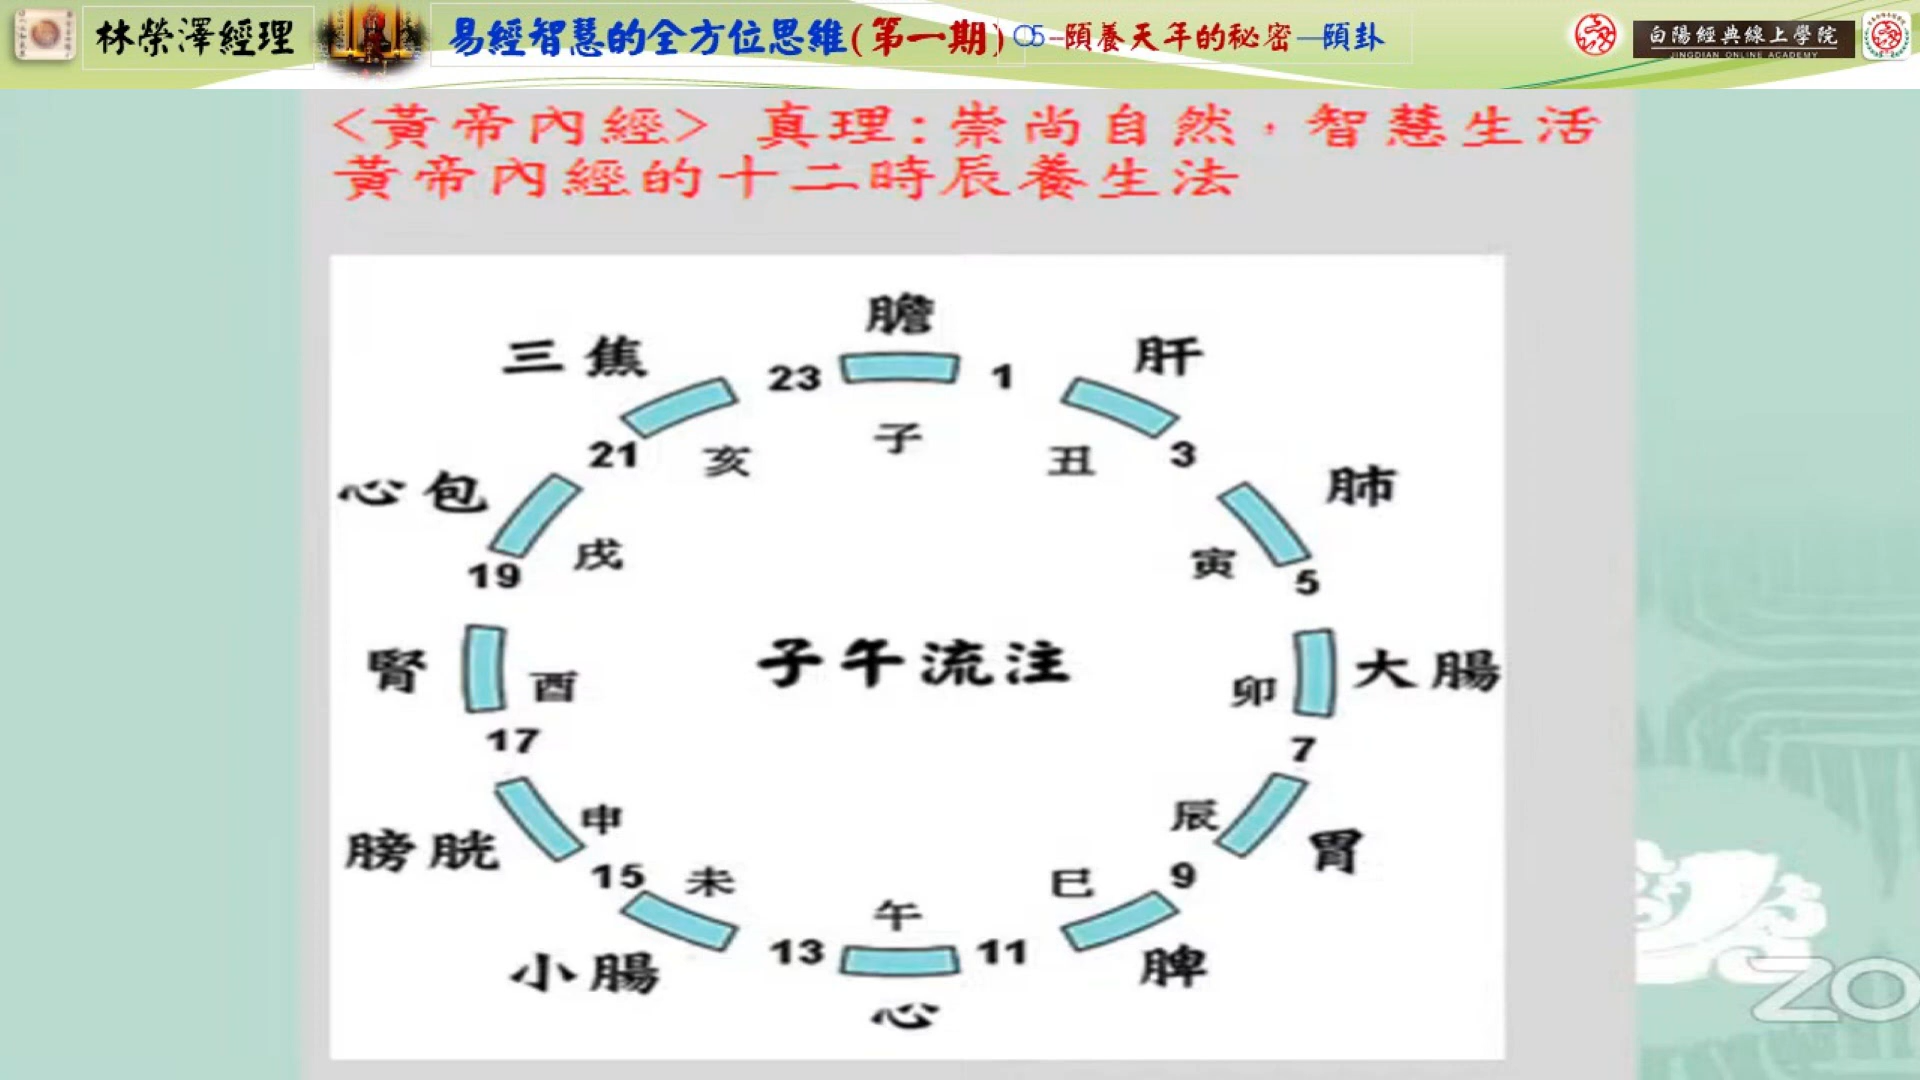 林榮澤經理
易經智慧的全方位思維(第一期)05-頤養天年的秘密—頤卦
白陽經典線上學院
JINGDIAN ONLINE ACADEMY
<黃帝內經> 真理:崇尚自然,智慧生活
黃帝內經的十二時辰養生法
膽
三焦 23 1 肝
子
21 亥 丑 3
心包 肺
戌 寅
19 5
腎 酉 子午流注 卯 大腸
17 7
申 辰
膀胱 胃
15 未 巳 9
午
13 11
小腸 脾
心
ZO